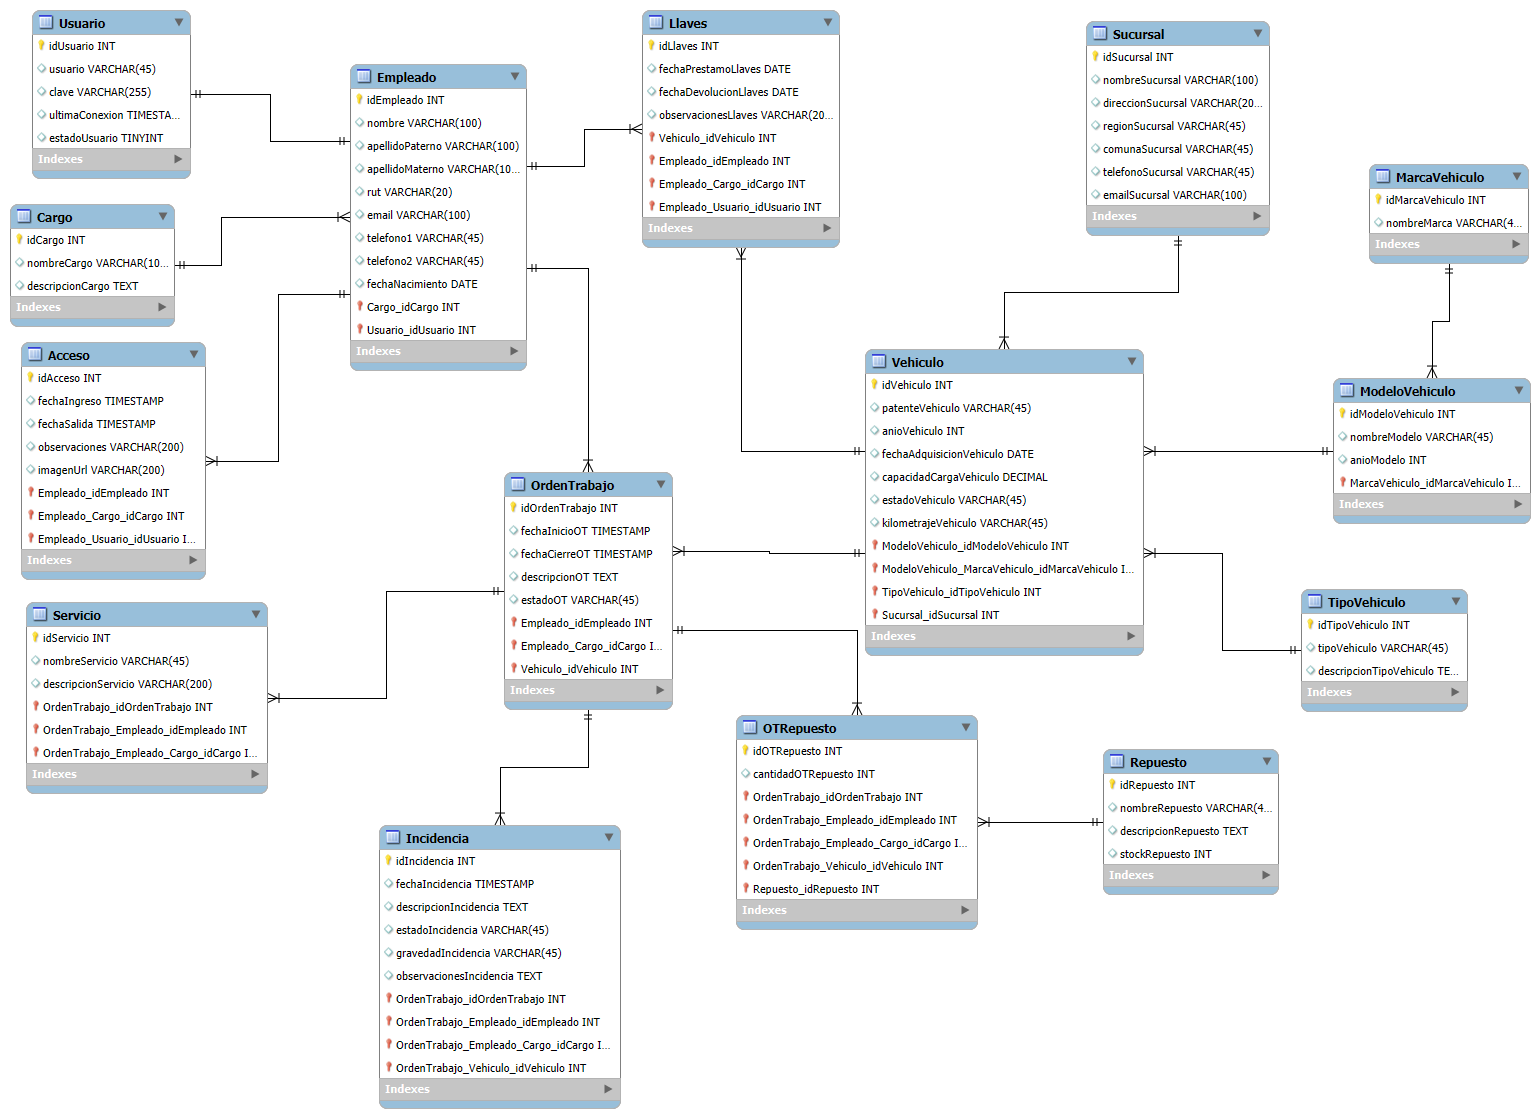 Usuario
idUsuario INT
usuario VARCHAR(45)
clave VARCHAR(255)
ultimaConexion TIMESTA...
estadoUsuario TINYINT
Indexes
Cargo
idCargo INT
nombreCargo VARCHAR(10...
descripcionCargo TEXT
Indexes
Acceso
idAcceso INT
fechaIngreso TIMESTAMP
fechaSalida TIMESTAMP
observaciones VARCHAR(200)
imagenUrl VARCHAR(200)
Empleado_idEmpleado INT
Empleado_Cargo_idCargo INT
Empleado_Usuario_idUsuario I...
Indexes
Servicio
idServicio INT
nombreServicio VARCHAR(45)
descripcionServicio VARCHAR(200)
OrdenTrabajo_idOrdenTrabajo INT
OrdenTrabajo_Empleado_idEmpleado INT
OrdenTrabajo_Empleado_Cargo_idCargo I...
Indexes
Empleado
idEmpleado INT
nombre VARCHAR(100)
apellidoPaterno VARCHAR(100)
apellidoMaterno VARCHAR(10...
rut VARCHAR(20)
email VARCHAR(100)
telefono1 VARCHAR(45)
telefono2 VARCHAR(45)
fechaNacimiento DATE
Cargo_idCargo INT
Usuario_idUsuario INT
Indexes
OrdenTrabajo
idOrdenTrabajo INT
fechaInicioOT TIMESTAMP
fechaCierreOT TIMESTAMP
descripcionOT TEXT
estadoOT VARCHAR(45)
Empleado_idEmpleado INT
Empleado_Cargo_idCargo I...
Vehiculo_idVehiculo INT
Indexes
Incidencia
idIncidencia INT
fechaIncidencia TIMESTAMP
descripcionIncidencia TEXT
estadoIncidencia VARCHAR(45)
gravedadIncidencia VARCHAR(45)
observacionesIncidencia TEXT
OrdenTrabajo_idOrdenTrabajo INT
OrdenTrabajo_Empleado_idEmpleado INT
OrdenTrabajo_Empleado_Cargo_idCargo I...
OrdenTrabajo_Vehiculo_idVehiculo INT
Indexes
Llaves
idLlaves INT
fechaPrestamoLlaves DATE
fechaDevolucionLlaves DATE
observacionesLlaves VARCHAR(20...
Vehiculo_idVehiculo INT
Empleado_idEmpleado INT
Empleado_Cargo_idCargo INT
Empleado_Usuario_idUsuario INT
Indexes
OTRepuesto
idOTRepuesto INT
cantidadOTRepuesto INT
OrdenTrabajo_idOrdenTrabajo INT
OrdenTrabajo_Empleado_idEmpleado INT
OrdenTrabajo_Empleado_Cargo_idCargo I...
OrdenTrabajo_Vehiculo_idVehiculo INT
Repuesto_idRepuesto INT
Indexes
Sucursal
idSucursal INT
nombreSucursal VARCHAR(100)
direccionSucursal VARCHAR(20...
regionSucursal VARCHAR(45)
comunaSucursal VARCHAR(45)
telefonoSucursal VARCHAR(45)
emailSucursal VARCHAR(100)
Indexes
Vehiculo
idVehiculo INT
patenteVehiculo VARCHAR(45)
anioVehiculo INT
fechaAdquisicionVehiculo DATE
capacidadCargaVehiculo DECIMAL
estadoVehiculo VARCHAR(45)
kilometrajeVehiculo VARCHAR(45)
ModeloVehiculo_idModeloVehiculo INT
ModeloVehiculo_MarcaVehiculo_idMarcaVehiculo I...
TipoVehiculo_idTipoVehiculo INT
Sucursal_idSucursal INT
Indexes
Repuesto
idRepuesto INT
nombreRepuesto VARCHAR(4...
descripcionRepuesto TEXT
stockRepuesto INT
Indexes
MarcaVehiculo
idMarcaVehiculo INT
nombreMarca VARCHAR(4...
Indexes
ModeloVehiculo
idModeloVehiculo INT
nombreModelo VARCHAR(45)
anioModelo INT
MarcaVehiculo_idMarcaVehiculo I...
Indexes
TipoVehiculo
idTipoVehiculo INT
tipoVehiculo VARCHAR(45)
descripcionTipoVehiculo TE...
Indexes